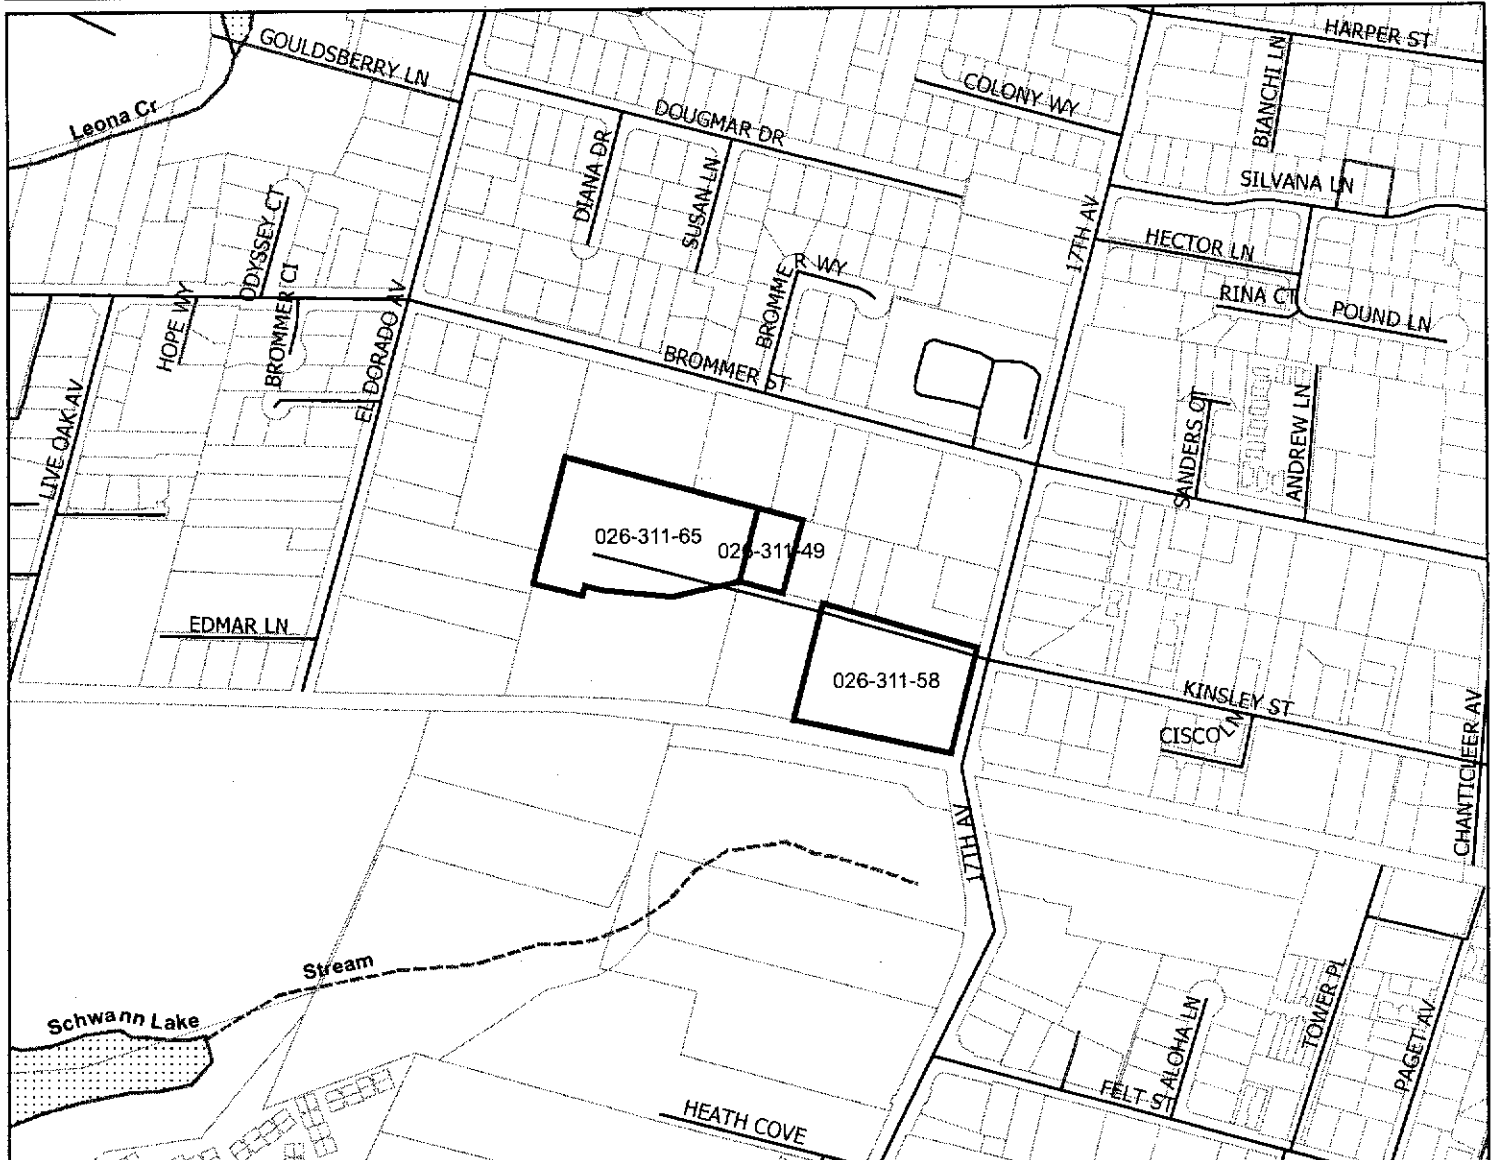 HARPER ST
GOULDSBERRY LN
BIANCHI LN
COLONY WY
Leona Cr
DOUGMAR DR
DIANA DR
SUSAN LN
SILVANA LN
ODYSSEY CT
17TH AV
HECTOR LN
BROMMER WY
RINA CT
POUND LN
HOPE WY
BROMMER CI
EL DORADO AV
BROMMER ST
LIVE OAK AV
SANDERS CT
ANDREW LN
026-311-65
026-311-49
EDMAR LN
026-311-58
KINSLEY ST
CISCO LN
CHANTICLEER AV
17TH AV
Stream
Schwann Lake
ALOHA LN
TOWER PL
PAGET AV
FELT ST
HEATH COVE